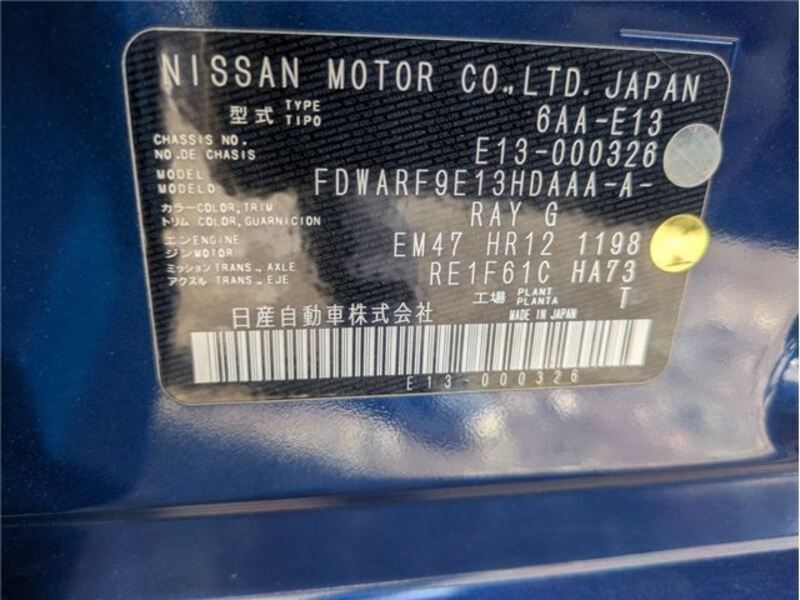 NISSAN MOTOR CO.,LTD. JAPAN
型式 TYPE TIPO 6AA-E13
CHASSIS NO. NO.DE CHASIS E13-000326
MODEL MODELO FDWARF9E13HDAAA-A-
カラー COLOR,TRIM トリム COLOR,GUARNICION RAY G
エンジン ENGINE MOTOR EM47 HR12 1198
ミッション TRANS., AXLE アクスル TRANS., EJE RE1F61C HA73
工場 PLANT PLANTA T
日産自動車株式会社 MADE IN JAPAN
E13-000326